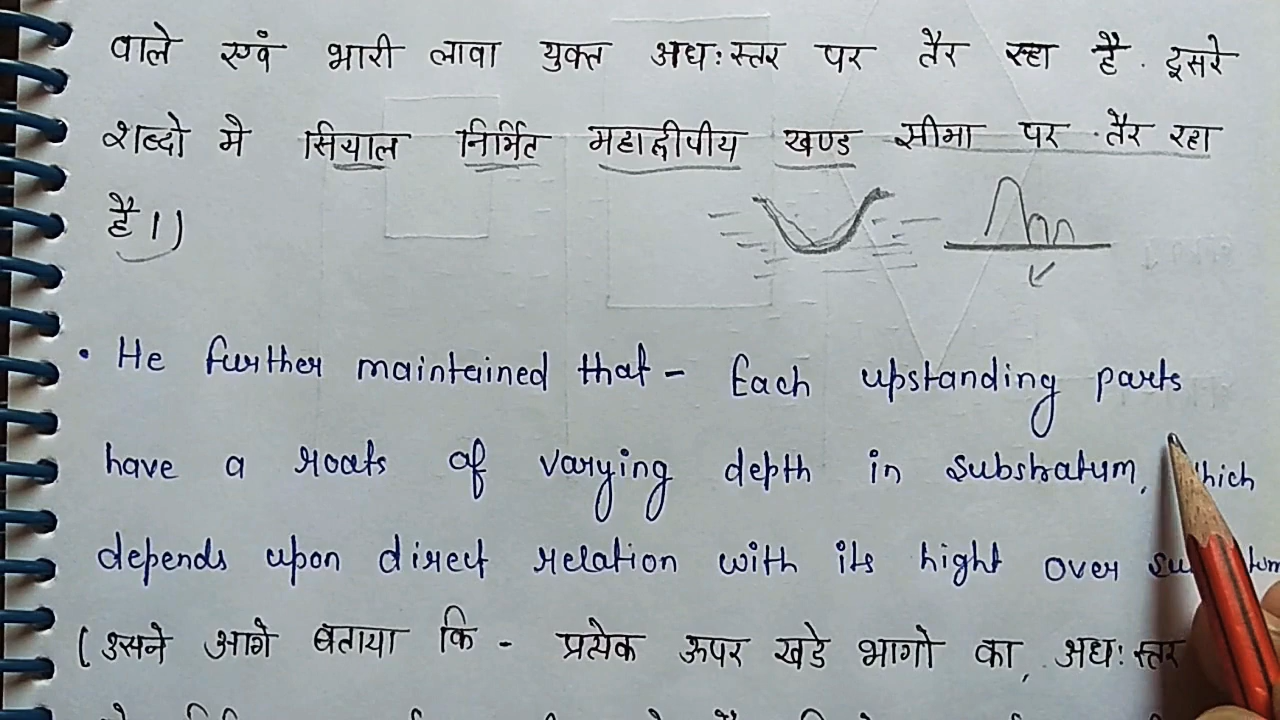 वाले एवं भारी लावा युक्त अधः स्तर पर तैर रहा है. दूसरे
शब्दो मे सियाल निर्मित महाद्वीपीय खण्ड सीमा पर तैर रहा
है।)
• He further maintained that - Each upstanding parts
have a roots of varying depth in substratum, which
depends upon direct relation with its hight over
(उसने आगे बताया कि - प्रत्येक ऊपर खडे भागो का, अधः स्तर